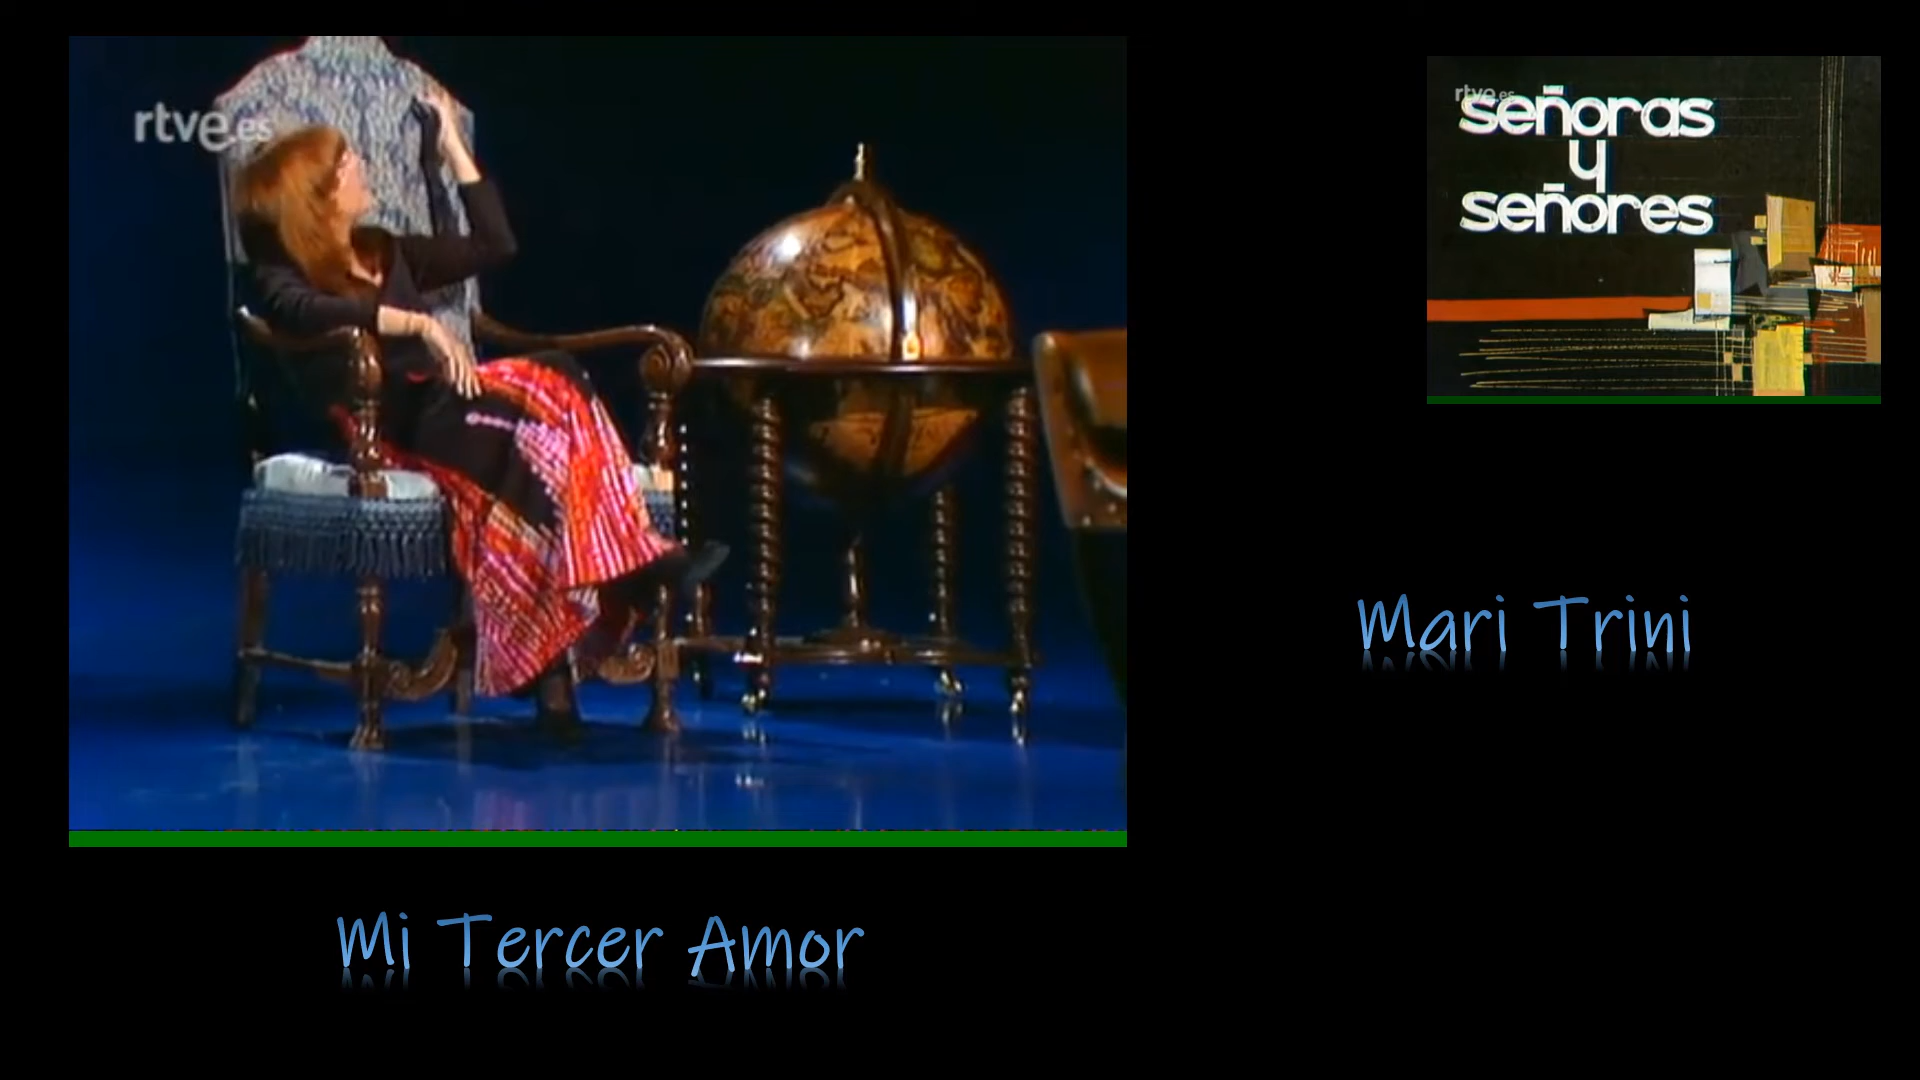 rtve.es
rtve.es
señoras
y
señores
Mari Trini
Mi Tercer Amor